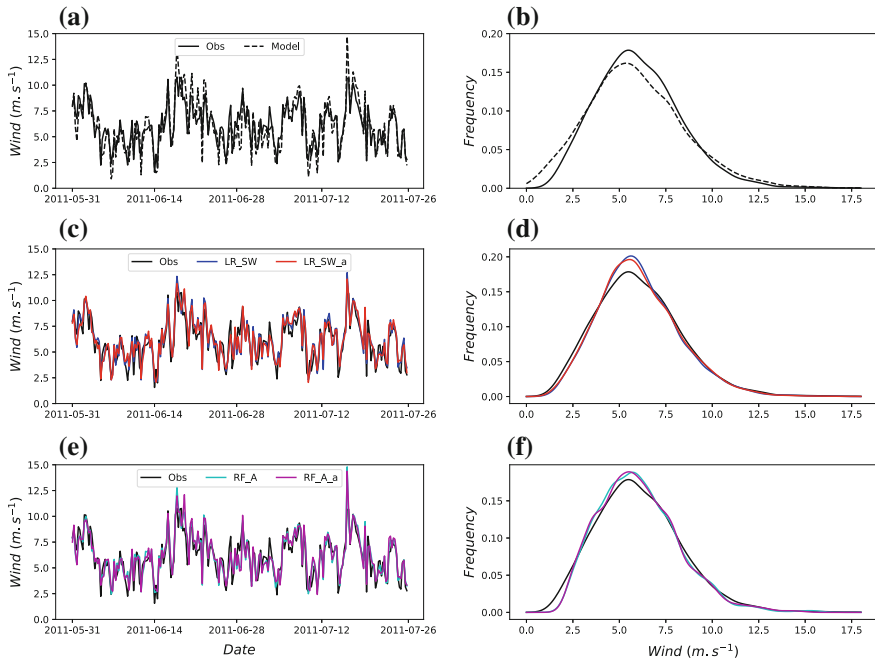 (a)
15.0
12.5
10.0
7.5
5.0
2.5
0.0
Wind (m.s⁻¹)
Obs Model
2011-05-31 2011-06-14 2011-06-28 2011-07-12 2011-07-26
(b)
0.20
0.15
0.10
0.05
0.00
Frequency
0.0 2.5 5.0 7.5 10.0 12.5 15.0 17.5
(c)
15.0
12.5
10.0
7.5
5.0
2.5
0.0
Wind (m.s⁻¹)
Obs LR_SW LR_SW_a
2011-05-31 2011-06-14 2011-06-28 2011-07-12 2011-07-26
(d)
0.20
0.15
0.10
0.05
0.00
Frequency
0.0 2.5 5.0 7.5 10.0 12.5 15.0 17.5
(e)
15.0
12.5
10.0
7.5
5.0
2.5
0.0
Wind (m.s⁻¹)
Obs RF_A RF_A_a
2011-05-31 2011-06-14 2011-06-28 2011-07-12 2011-07-26
Date
(f)
0.15
0.10
0.05
0.00
Frequency
0.0 2.5 5.0 7.5 10.0 12.5 15.0 17.5
Wind (m.s⁻¹)